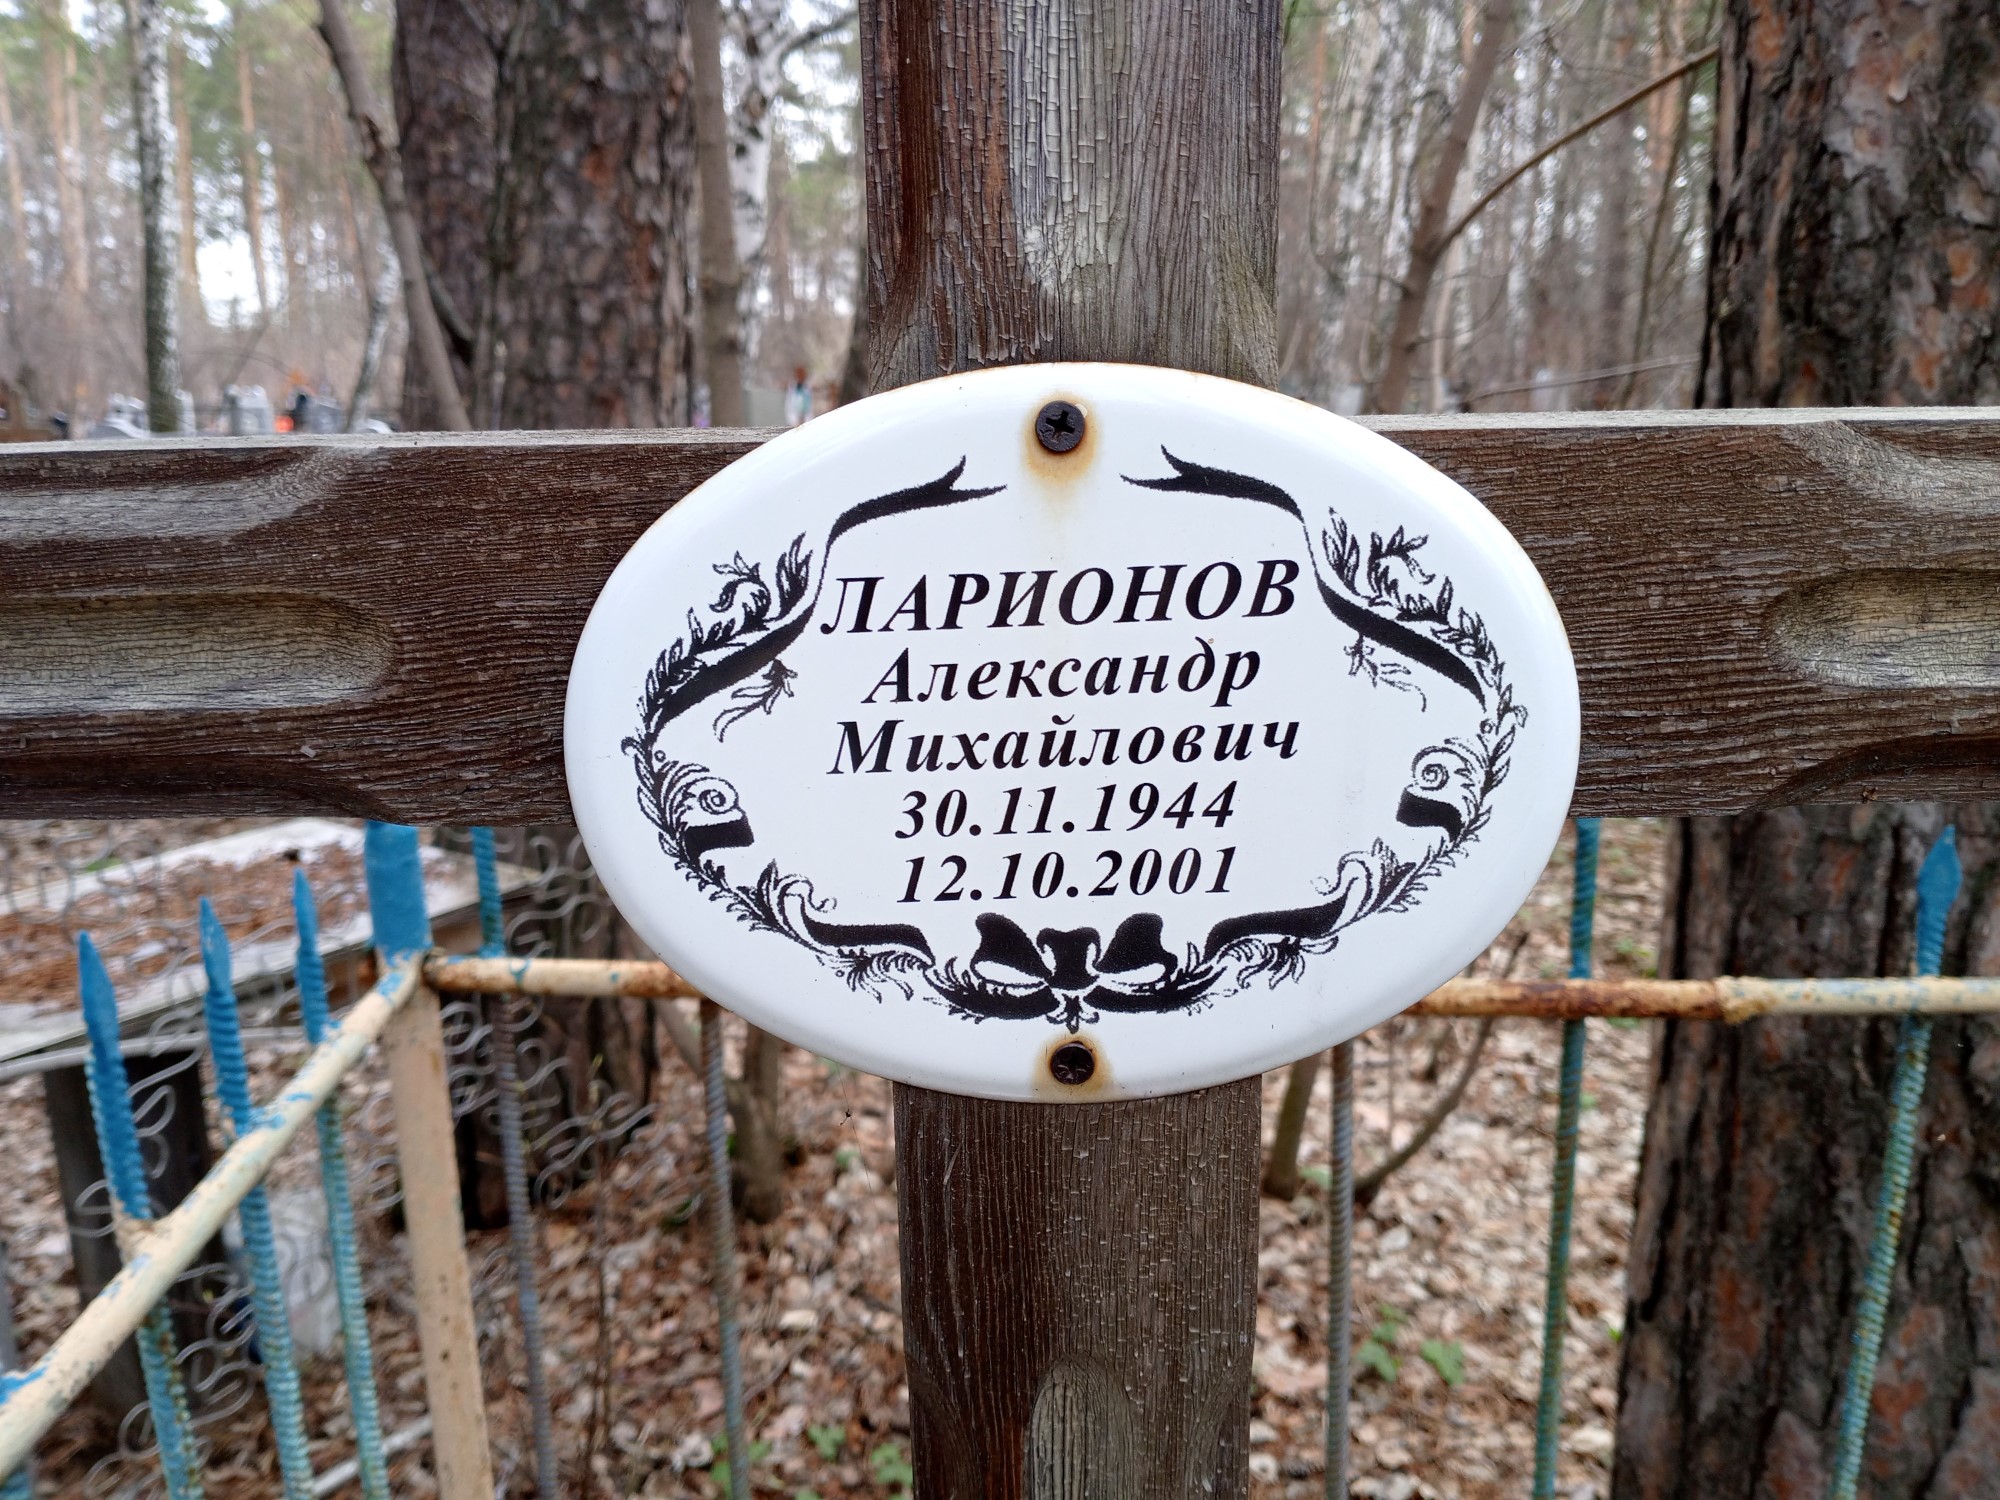 ЛАРИОНОВ
Александр
Михайлович
30.11.1944
12.10.2001